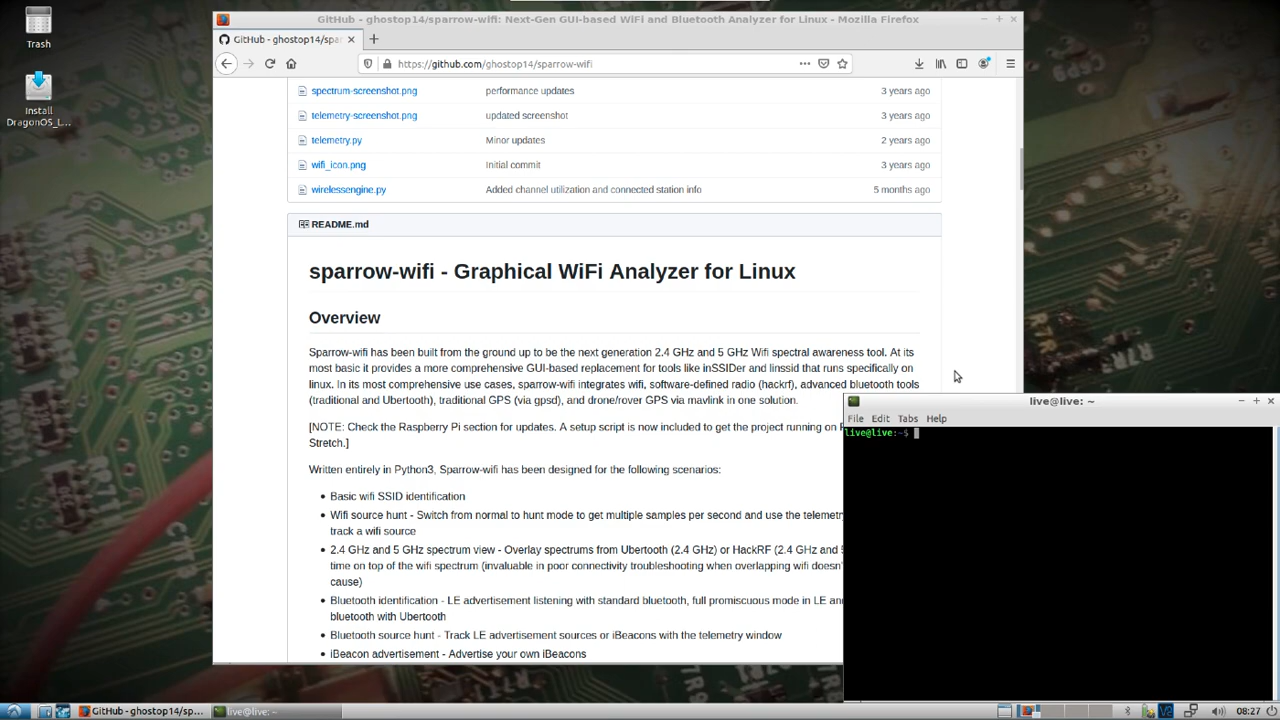 Trash
Install
DragonOS_L...
GitHub - ghostop14/sparrow-wifi: Next-Gen GUI-based WiFi and Bluetooth Analyzer for Linux - Mozilla Firefox
GitHub - ghostop14/spar
https://github.com/ghostop14/sparrow-wifi
spectrum-screenshot.png performance updates 3 years ago
telemetry-screenshot.png updated screenshot 3 years ago
telemetry.py Minor updates 2 years ago
wifi_icon.png Initial commit 3 years ago
wirelessengine.py Added channel utilization and connected station info 5 months ago
README.md
sparrow-wifi - Graphical WiFi Analyzer for Linux
Overview
Sparrow-wifi has been built from the ground up to be the next generation 2.4 GHz and 5 GHz Wifi spectral awareness tool. At its
most basic it provides a more comprehensive GUI-based replacement for tools like inSSIDer and linssid that runs specifically on
linux. In its most comprehensive use cases, sparrow-wifi integrates wifi, software-defined radio (hackrf), advanced bluetooth tools
(traditional and Ubertooth), traditional GPS (via gpsd), and drone/rover GPS via mavlink in one solution.
[NOTE: Check the Raspberry Pi section for updates. A setup script is now included to get the project running on
Stretch.]
Written entirely in Python3, Sparrow-wifi has been designed for the following scenarios:
• Basic wifi SSID identification
• Wifi source hunt - Switch from normal to hunt mode to get multiple samples per second and use the telemetry
track a wifi source
• 2.4 GHz and 5 GHz spectrum view - Overlay spectrums from Ubertooth (2.4 GHz) or HackRF (2.4 GHz and
time on top of the wifi spectrum (invaluable in poor connectivity troubleshooting when overlapping wifi doesn'
cause)
• Bluetooth identification - LE advertisement listening with standard bluetooth, full promiscuous mode in LE and
bluetooth with Ubertooth
• Bluetooth source hunt - Track LE advertisement sources or iBeacons with the telemetry window
• iBeacon advertisement - Advertise your own iBeacons
live@live: ~
File Edit Tabs Help
live@live:~$
GitHub - ghostop14/sp...
live@live: ~
08:27